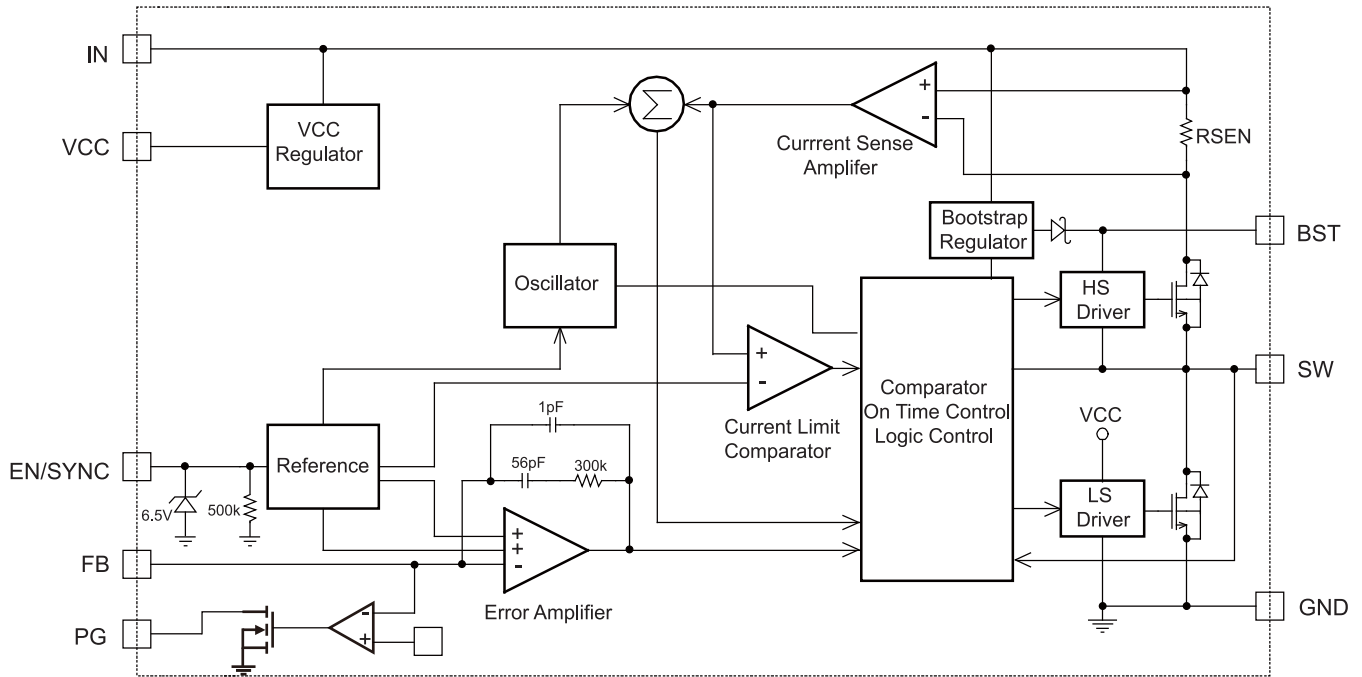 IN
VCC
VCC
Regulator
Σ
+
-
Currrent Sense
Amplifer
RSEN
Bootstrap
Regulator
BST
Oscillator
HS
Driver
+
-
Current Limit
Comparator
Comparator
On Time Control
Logic Control
SW
VCC
1pF
56pF
300k
EN/SYNC
Reference
6.5V
500k
LS
Driver
+
+
-
Error Amplifier
FB
PG
-
+
GND